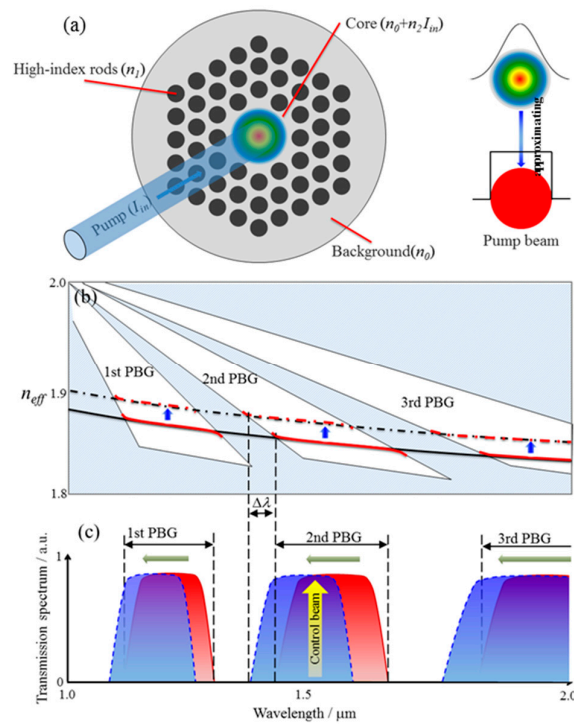 (a)
Core (n0+n2Iin)
High-index rods(n1)
approximating
Pump (Iin)
Background(n0)
Pump beam
2.0
(b)
1st PBG
2nd PBG
3rd PBG
neff
1.9
1.8
Δλ
(c)
1st PBG
2nd PBG
3rd PBG
1
Control beam
0
Transmission spectrum / a.u.
1.0
1.5
2.0
Wavelength / μm